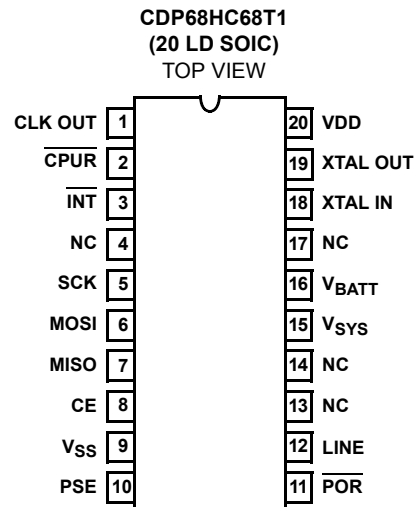 CDP68HC68T1
(20 LD SOIC)
TOP VIEW
CLK OUT 1 20 VDD
CPUR 2 19 XTAL OUT
INT 3 18 XTAL IN
NC 4 17 NC
SCK 5 16 VBATT
MOSI 6 15 VSYS
MISO 7 14 NC
CE 8 13 NC
VSS 9 12 LINE
PSE 10 11 POR